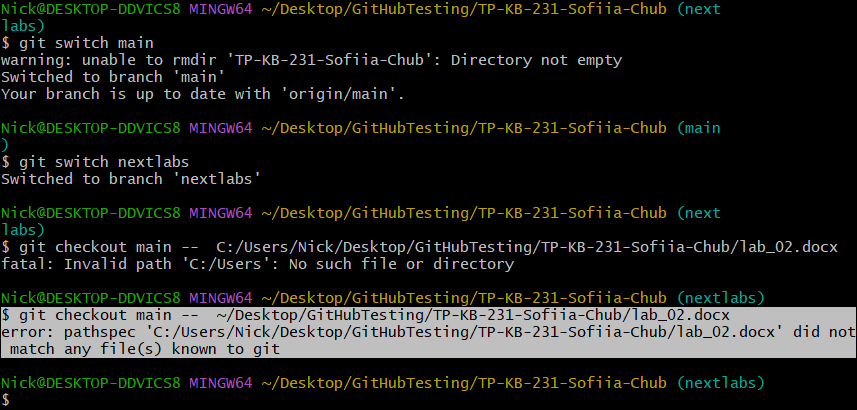 Nick@DESKTOP-DDVICS8 MINGW64 ~/Desktop/GitHubTesting/TP-KB-231-Sofiia-Chub (next
labs)
$ git switch main
warning: unable to rmdir 'TP-KB-231-Sofiia-Chub': Directory not empty
Switched to branch 'main'
Your branch is up to date with 'origin/main'.

Nick@DESKTOP-DDVICS8 MINGW64 ~/Desktop/GitHubTesting/TP-KB-231-Sofiia-Chub (main
)
$ git switch nextlabs
Switched to branch 'nextlabs'

Nick@DESKTOP-DDVICS8 MINGW64 ~/Desktop/GitHubTesting/TP-KB-231-Sofiia-Chub (next
labs)
$ git checkout main --  C:/Users/Nick/Desktop/GitHubTesting/TP-KB-231-Sofiia-Chub/lab_02.docx
fatal: Invalid path 'C:/Users': No such file or directory

Nick@DESKTOP-DDVICS8 MINGW64 ~/Desktop/GitHubTesting/TP-KB-231-Sofiia-Chub (nextlabs)
$ git checkout main --  ~/Desktop/GitHubTesting/TP-KB-231-Sofiia-Chub/lab_02.docx
error: pathspec 'C:/Users/Nick/Desktop/GitHubTesting/TP-KB-231-Sofiia-Chub/lab_02.docx' did not
 match any file(s) known to git

Nick@DESKTOP-DDVICS8 MINGW64 ~/Desktop/GitHubTesting/TP-KB-231-Sofiia-Chub (nextlabs)
$